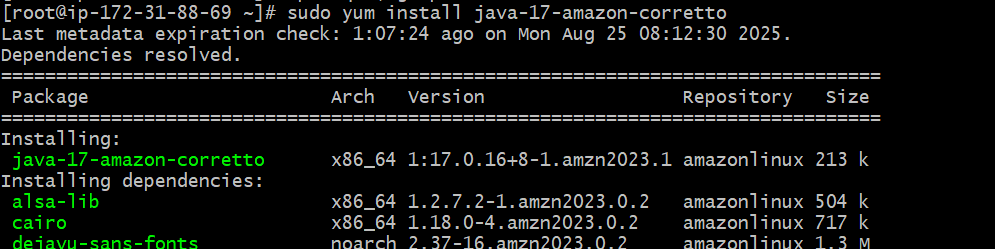 [root@ip-172-31-88-69 ~]# sudo yum install java-17-amazon-corretto
Last metadata expiration check: 1:07:24 ago on Mon Aug 25 08:12:30 2025.
Dependencies resolved.
================================================================================
 Package                     Arch   Version                  Repository   Size
================================================================================
Installing:
 java-17-amazon-corretto     x86_64 1:17.0.16+8-1.amzn2023.1 amazonlinux 213 k
Installing dependencies:
 alsa-lib                    x86_64 1.2.7.2-1.amzn2023.0.2   amazonlinux 504 k
 cairo                       x86_64 1.18.0-4.amzn2023.0.2    amazonlinux 717 k
 dejavu-sans-fonts           noarch 2.37-16.amzn2023.0.2     amazonlinux 1.3 M